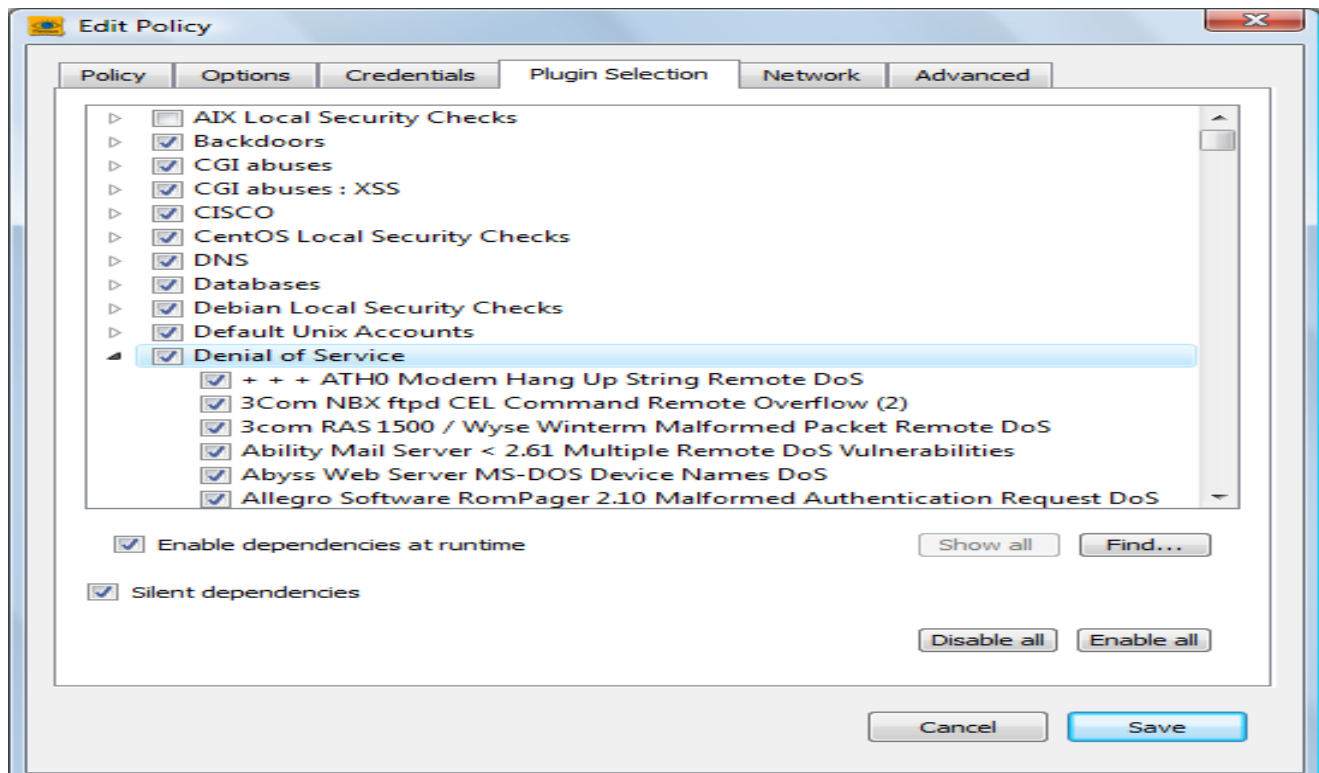 Edit Policy
Policy Options Credentials Plugin Selection Network Advanced
AIX Local Security Checks
Backdoors
CGI abuses
CGI abuses : XSS
CISCO
CentOS Local Security Checks
DNS
Databases
Debian Local Security Checks
Default Unix Accounts
Denial of Service
+ + + ATH0 Modem Hang Up String Remote DoS
3Com NBX ftpd CEL Command Remote Overflow (2)
3com RAS 1500 / Wyse Winterm Malformed Packet Remote DoS
Ability Mail Server < 2.61 Multiple Remote DoS Vulnerabilities
Abyss Web Server MS-DOS Device Names DoS
Allegro Software RomPager 2.10 Malformed Authentication Request DoS
Enable dependencies at runtime Show all Find...
Silent dependencies
Disable all Enable all
Cancel Save